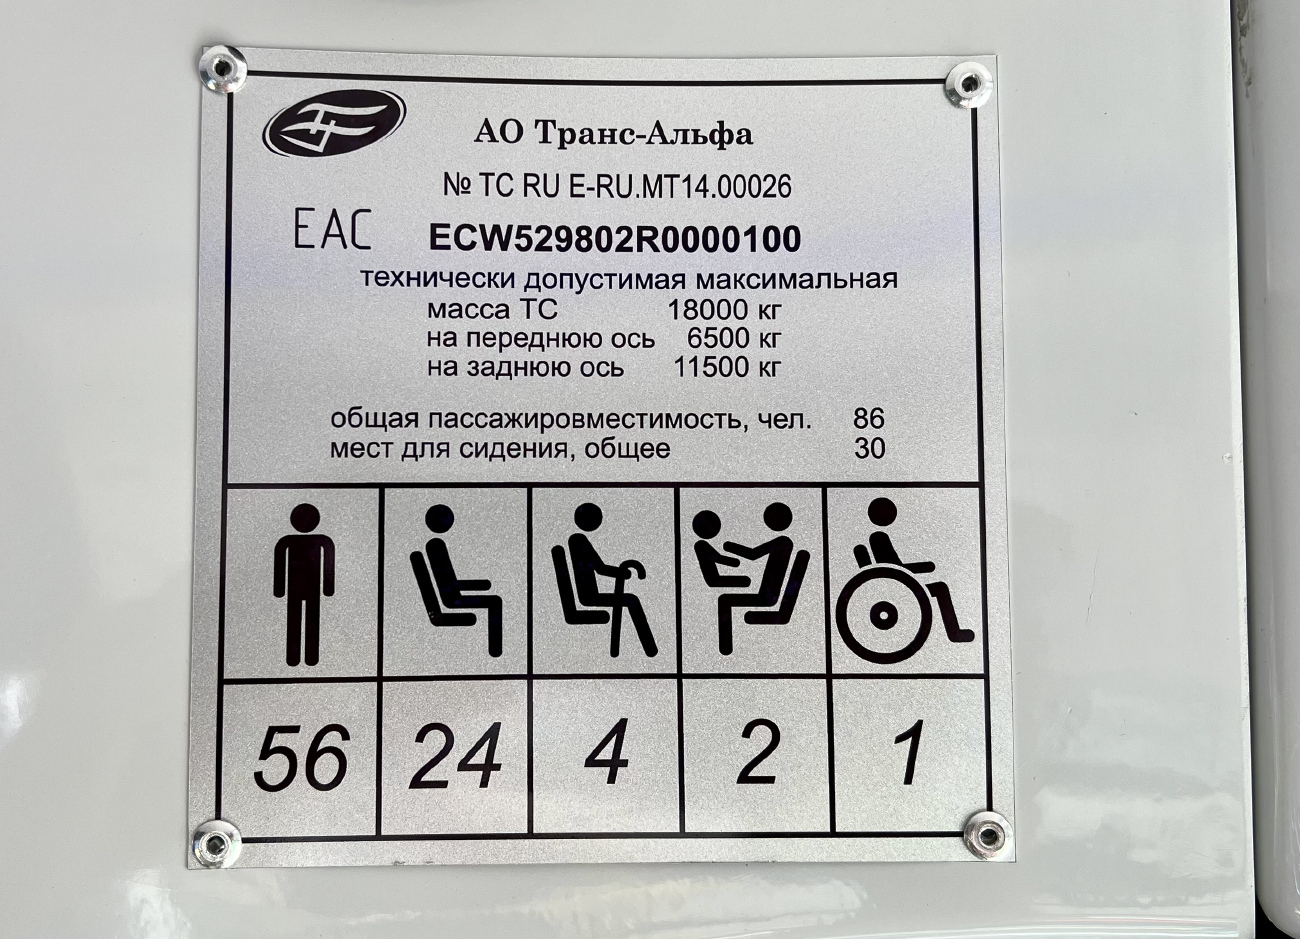 АО Транс-Альфа
№ ТС RU E-RU.МТ14.00026
EAC
ECW529802R0000100
технически допустимая максимальная
масса ТС 18000 кг
на переднюю ось 6500 кг
на заднюю ось 11500 кг
общая пассажировместимость, чел. 86
мест для сидения, общее 30
56 24 4 2 1